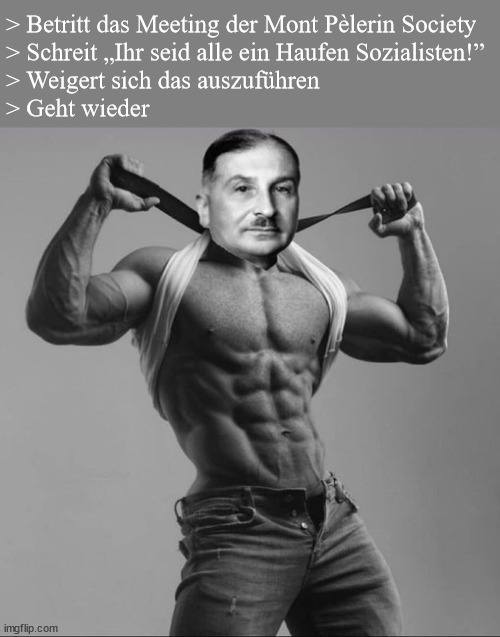 > Betritt das Meeting der Mont Pèlerin Society
> Schreit „Ihr seid alle ein Haufen Sozialisten!”
> Weigert sich das auszuführen
> Geht wieder
imgflip.com